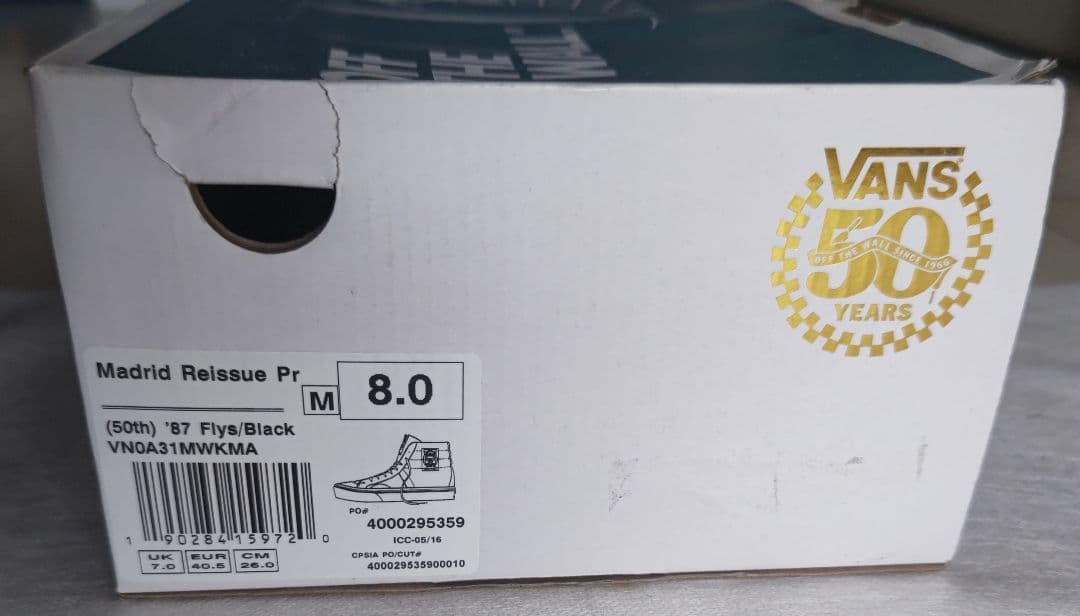 VANS
50
OFF THE WALL SINCE 1966
YEARS
Madrid Reissue Pr
M 8.0
(50th) '87 Flys/Black
VN0A31MWKMA
PO#
4000295359
ICC-05/16
1 90284 15972 0
CPSIA PO/CUT#
400029535900010
UK EUR CM
7.0 40.5 26.0